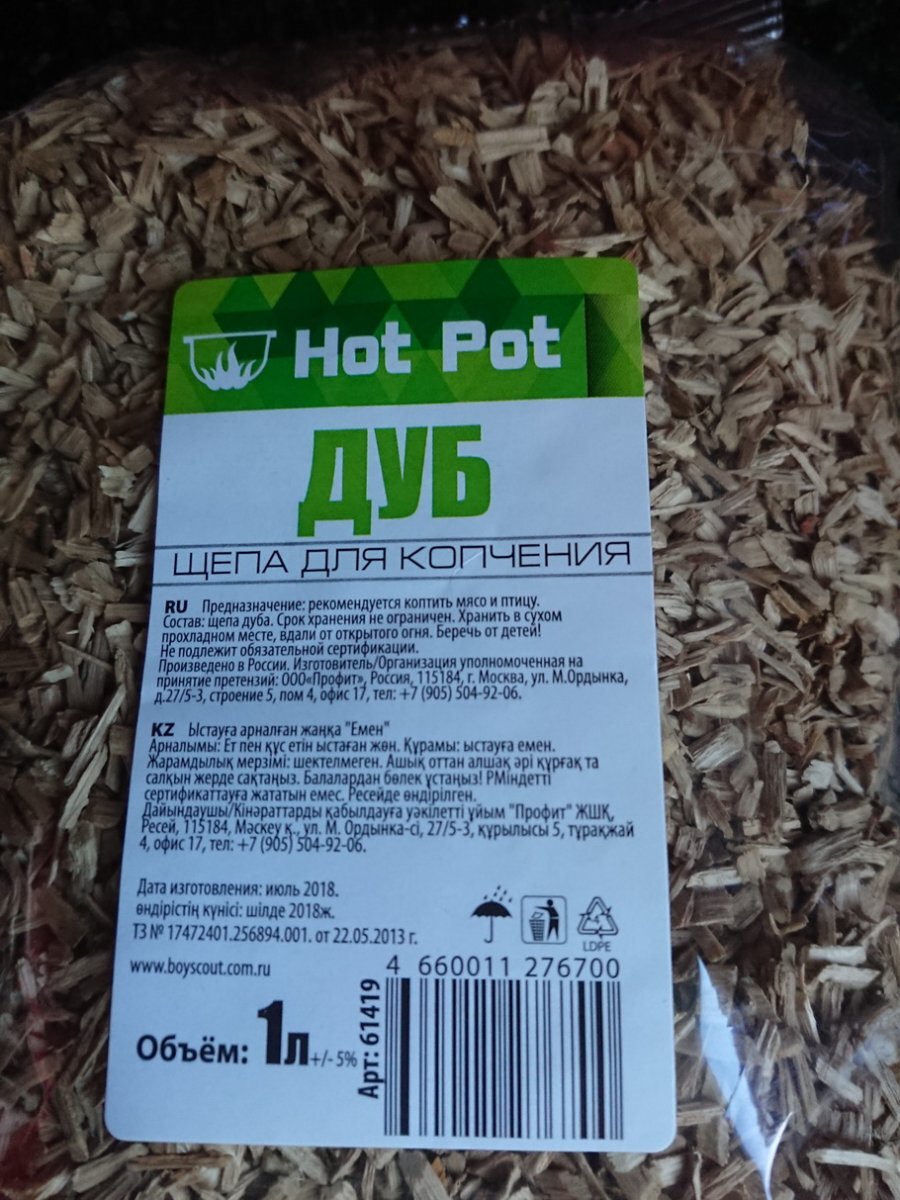 Hot Pot
ДУБ
ЩЕПА ДЛЯ КОПЧЕНИЯ
RU Предназначение: рекомендуется коптить мясо и птицу.
Состав: щепа дуба. Срок хранения не ограничен. Хранить в сухом
прохладном месте, вдали от открытого огня. Беречь от детей!
Не подлежит обязательной сертификации.
Произведено в России. Изготовитель/Организация уполномоченная на
принятие претензий: ООО«Профит», Россия, 115184, г. Москва, ул. М.Ордынка,
д.27/5-3, строение 5, пом 4, офис 17, тел: +7 (905) 504-92-06.
KZ Ыстауға арналған жаңқа "Емен"
Арналымы: Ет пен құс етін ыстаған жөн. Құрамы: ыстауға емен.
Жарамдылық мерзімі: шектелмеген. Ашық оттан алшақ әрі құрғақ та
салқын жерде сақтаңыз. Балалардан бөлек ұстаңыз! РМіндетті
сертификаттауға жататын емес. Ресейде өндірілген.
Дайындаушы/Кінәраттарды қабылдауға уәкілетті ұйым "Профит" ЖШҚ,
Ресей, 115184, Мәскеу қ., ул. М. Ордынка-сі, 27/5-3, құрылысы 5, тұрақжай
4, офис 17, тел: +7 (905) 504-92-06.
Дата изготовления: июль 2018.
өндірістің күнісі: шілде 2018ж.
ТЗ № 17472401.256894.001. от 22.05.2013 г.
LDPE
www.boyscout.com.ru
4 660011 276700
Объём: 1л +/- 5%
Арт: 61419